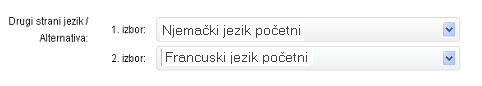 Drugi strani jezik /
Alternativa:
1. izbor: Njemački jezik početni
2. izbor: Francuski jezik početni